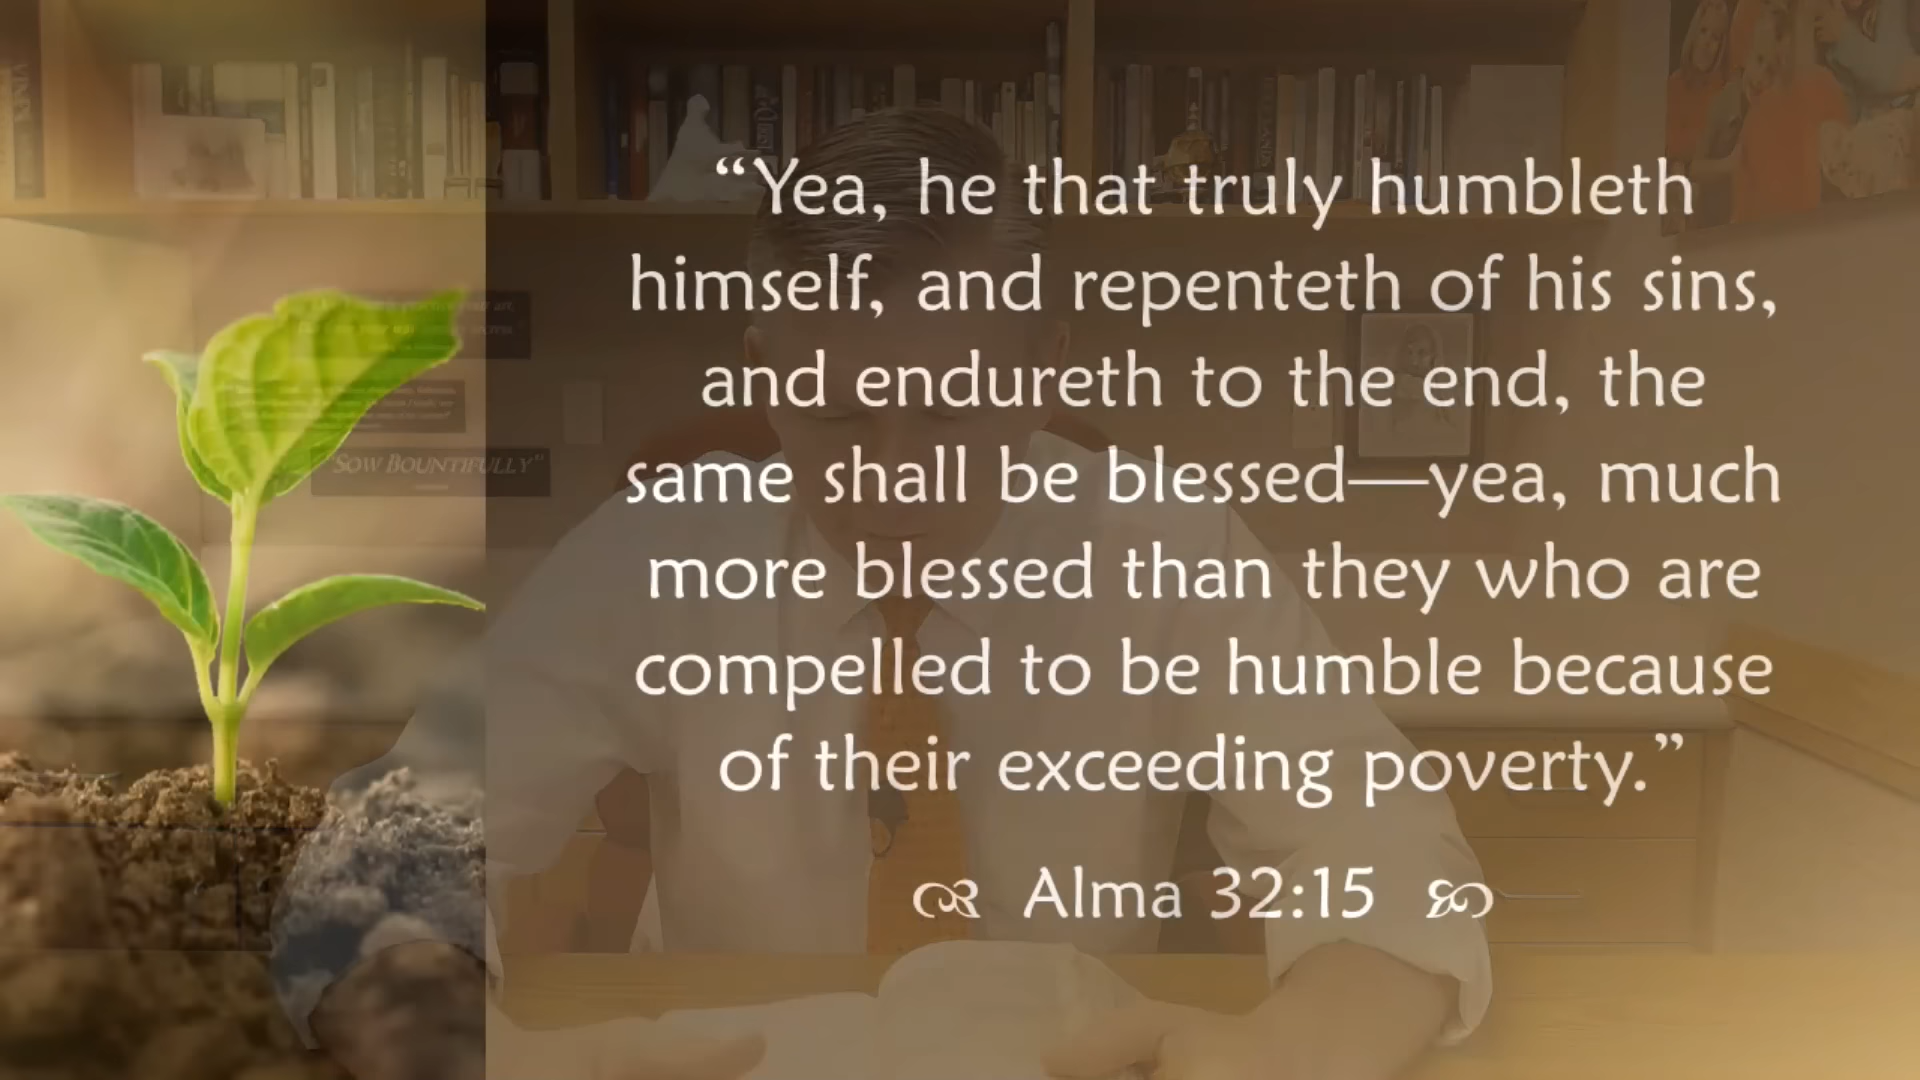 “Yea, he that truly humbleth
himself, and repenteth of his sins,
and endureth to the end, the
same shall be blessed—yea, much
more blessed than they who are
compelled to be humble because
of their exceeding poverty.”
Alma 32:15
"SOW BOUNTIFULLY"